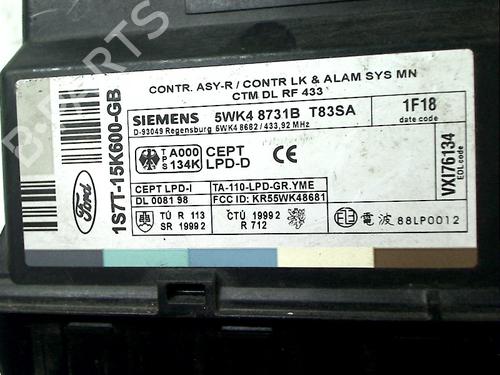 CONTR. ASY-R / CONTR LK & ALAM SYS MN
CTM DL RF 433
SIEMENS 5WK4 8731B T83SA
D-93049 Regensburg 5WK4 8682 / 433,92 MHz
1F18
date code
TA000
134K
CEPT
LPD-D
CE
CEPT LPD-I
DL 0081 98
TA-110-LPD-GR.YME
FCC ID: KR55WK48681
TÚ R 113
SR 1999 2
ČTÚ 1999 2
R 712
電波 88LP0012
VXI76134
EOL code
Ford
1S7T-15K600-GB